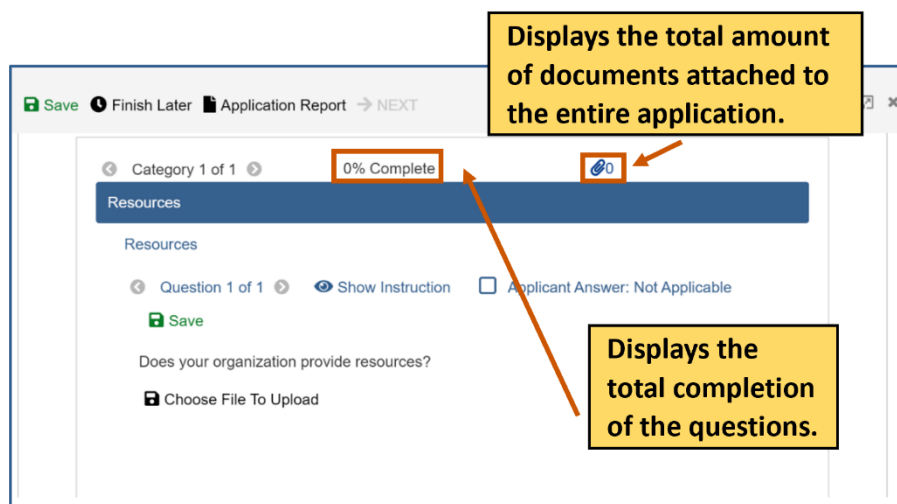 Displays the total amount
of documents attached to
the entire application.
Save Finish Later Application Report → NEXT
Category 1 of 1 0% Complete 0
Resources
Resources
Question 1 of 1 Show Instruction Applicant Answer: Not Applicable
Save
Does your organization provide resources?
Choose File To Upload
Displays the
total completion
of the questions.